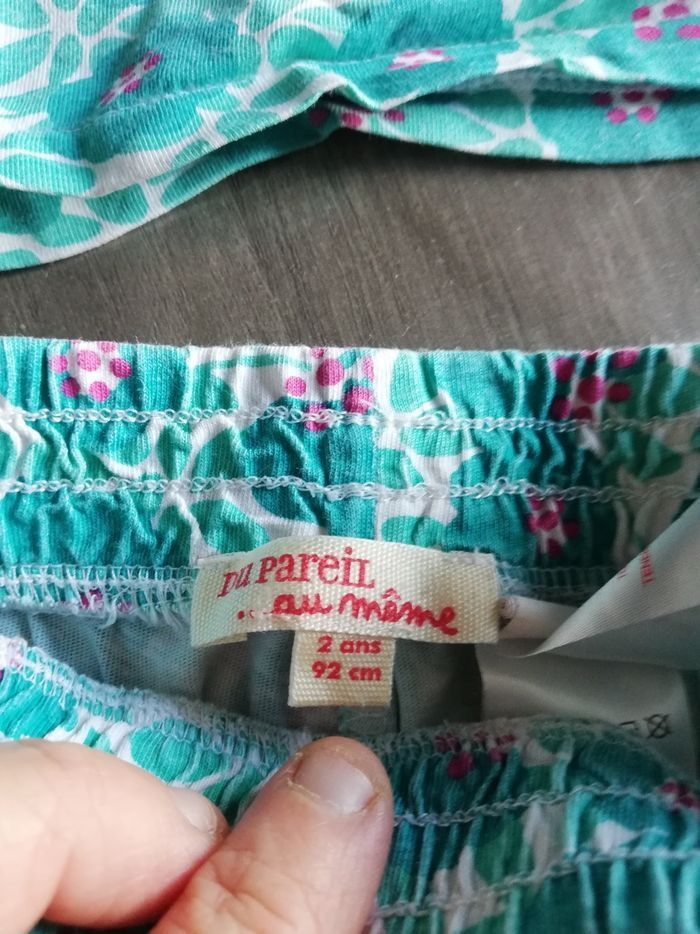 DU PareiL
...au même
2 ans
92 cm